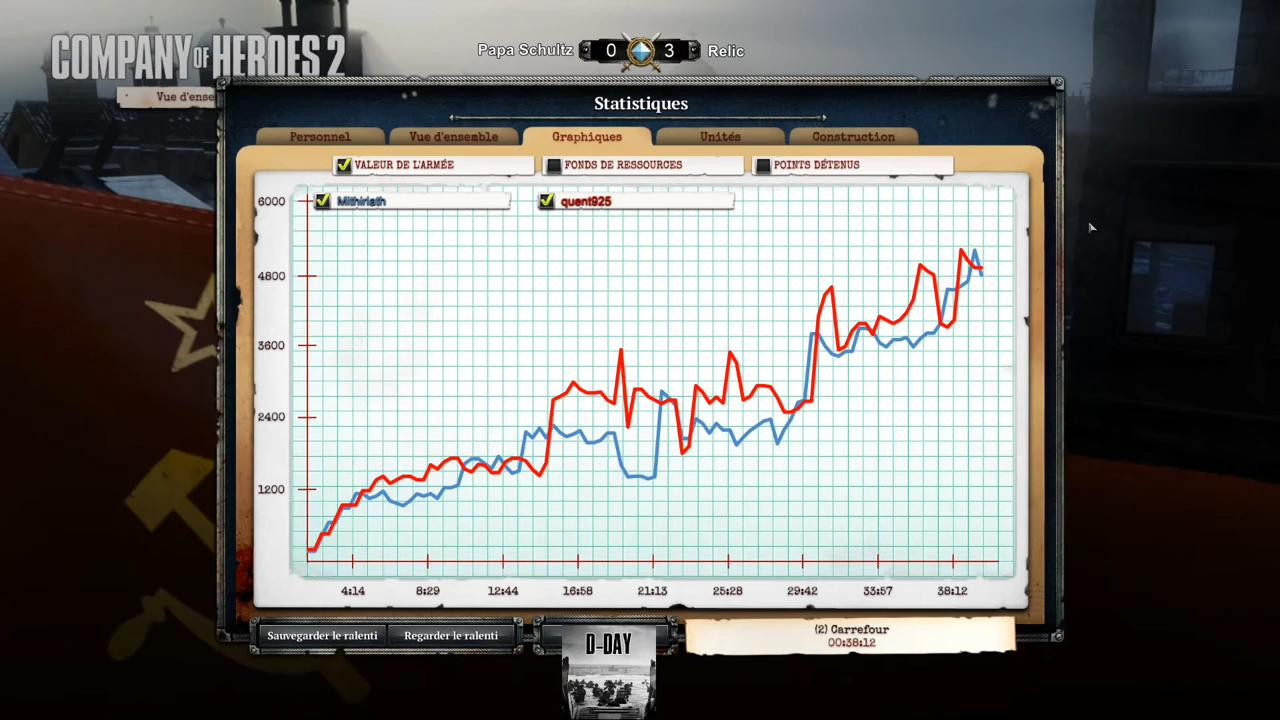 COMPANY OF HEROES 2
Papa Schultz 0 3 Relic
Vue d'ense
Statistiques
Personnel Vue d'ensemble Graphiques Unités Construction
VALEUR DE L'ARMÉE FONDS DE RESSOURCES POINTS DÉTENUS
6000 Mithiriath quent925
4800
3600
2400
1200
4:14 8:29 12:44 16:58 21:13 25:28 29:42 33:57 38:12
Sauvegarder le ralenti Regarder le ralenti
D-DAY
(2) Carrefour
00:38:12